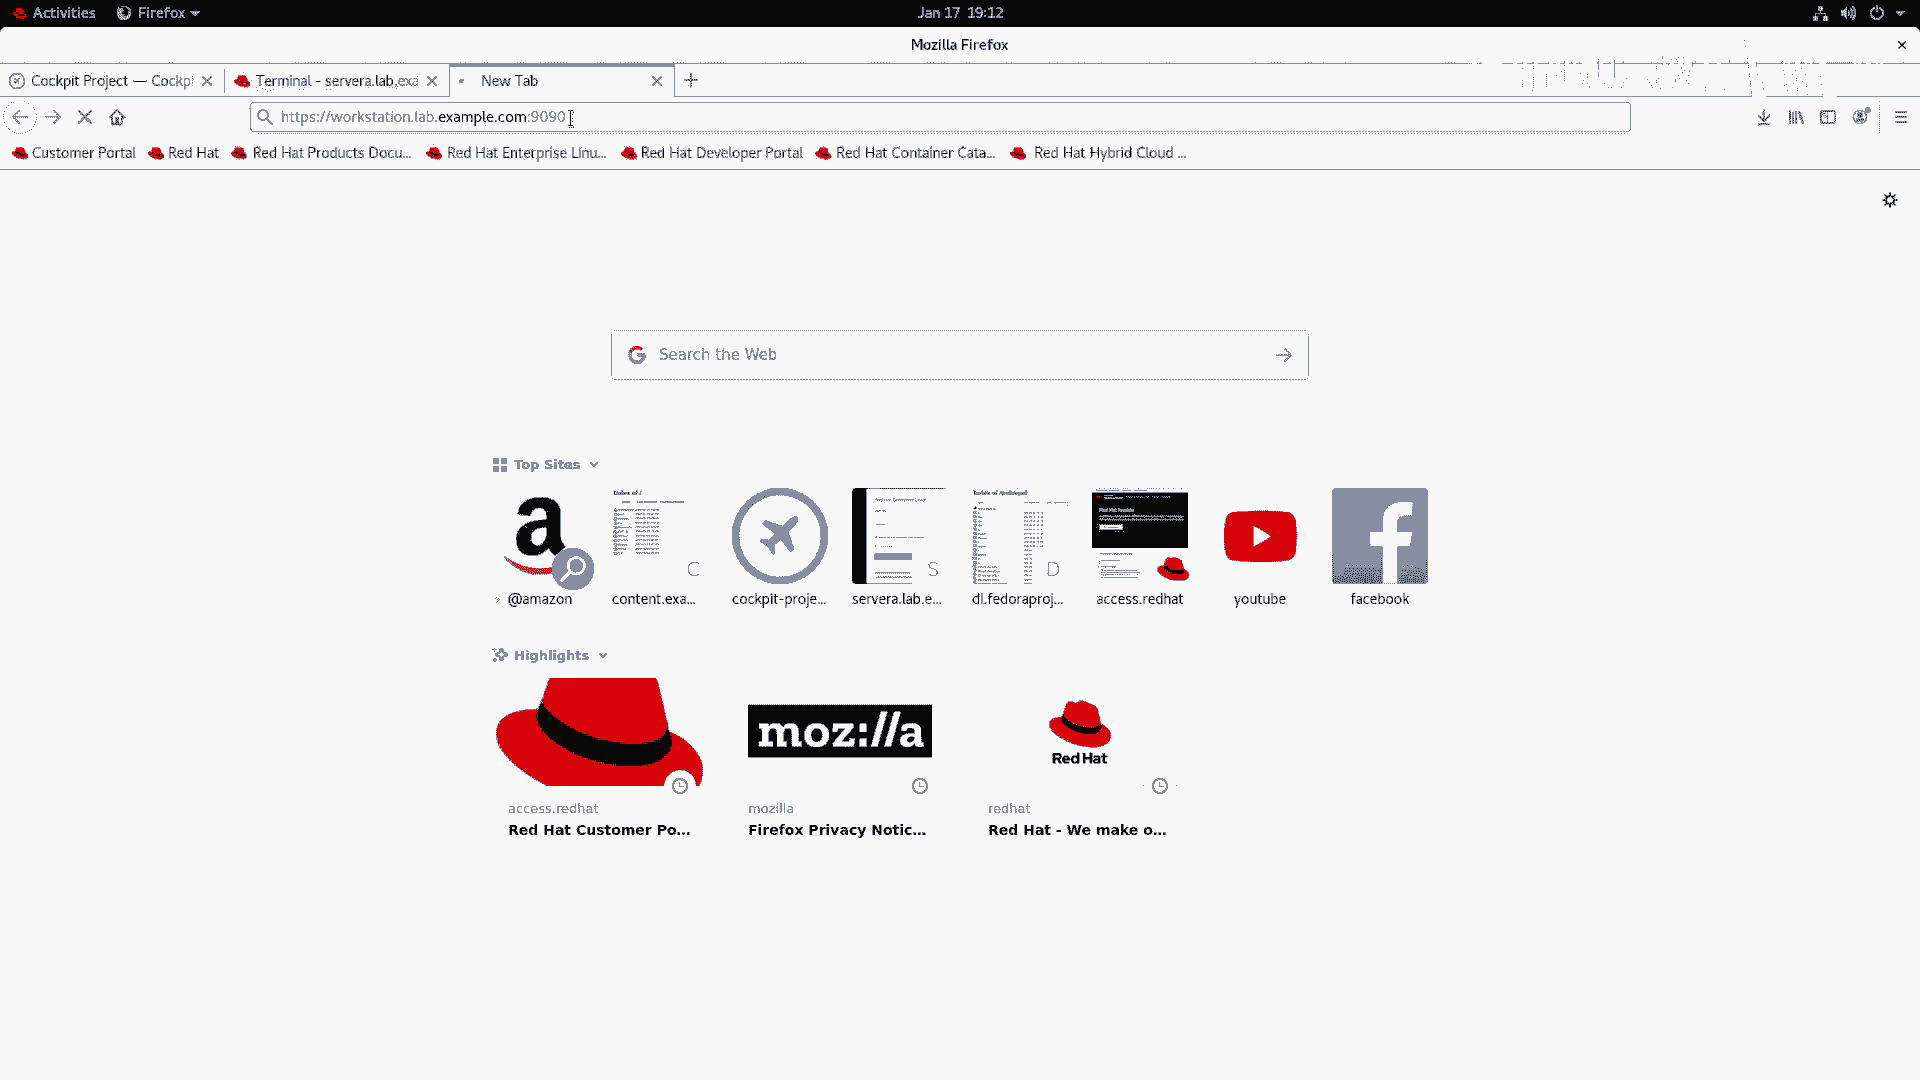 Activities Firefox Jan 17 19:12
Mozilla Firefox
Cockpit Project — Cockpi Terminal - servera.lab.exa New Tab
https://workstation.lab.example.com:9090
Customer Portal Red Hat Red Hat Products Docu... Red Hat Enterprise Linu... Red Hat Developer Portal Red Hat Container Cata... Red Hat Hybrid Cloud ...
Search the Web
Top Sites
a
Index of /
C S D
@amazon content.exa... cockpit-proje... servera.lab.e... dl.fedoraproj... access.redhat youtube facebook
Highlights
moz://a
Red Hat
access.redhat mozilla redhat
Red Hat Customer Po... Firefox Privacy Notic... Red Hat - We make o...